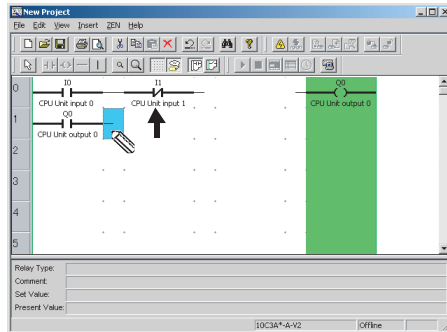 New Project
File Edit View Insert ZEN Help
0
I0
I1
Q0
CPU Unit input 0
CPU Unit input 1
CPU Unit output 0
1
Q0
CPU Unit output 0
2
3
4
5
Relay Type:
Comment:
Set Value:
Present Value:
10C3A*-A-V2
Offline